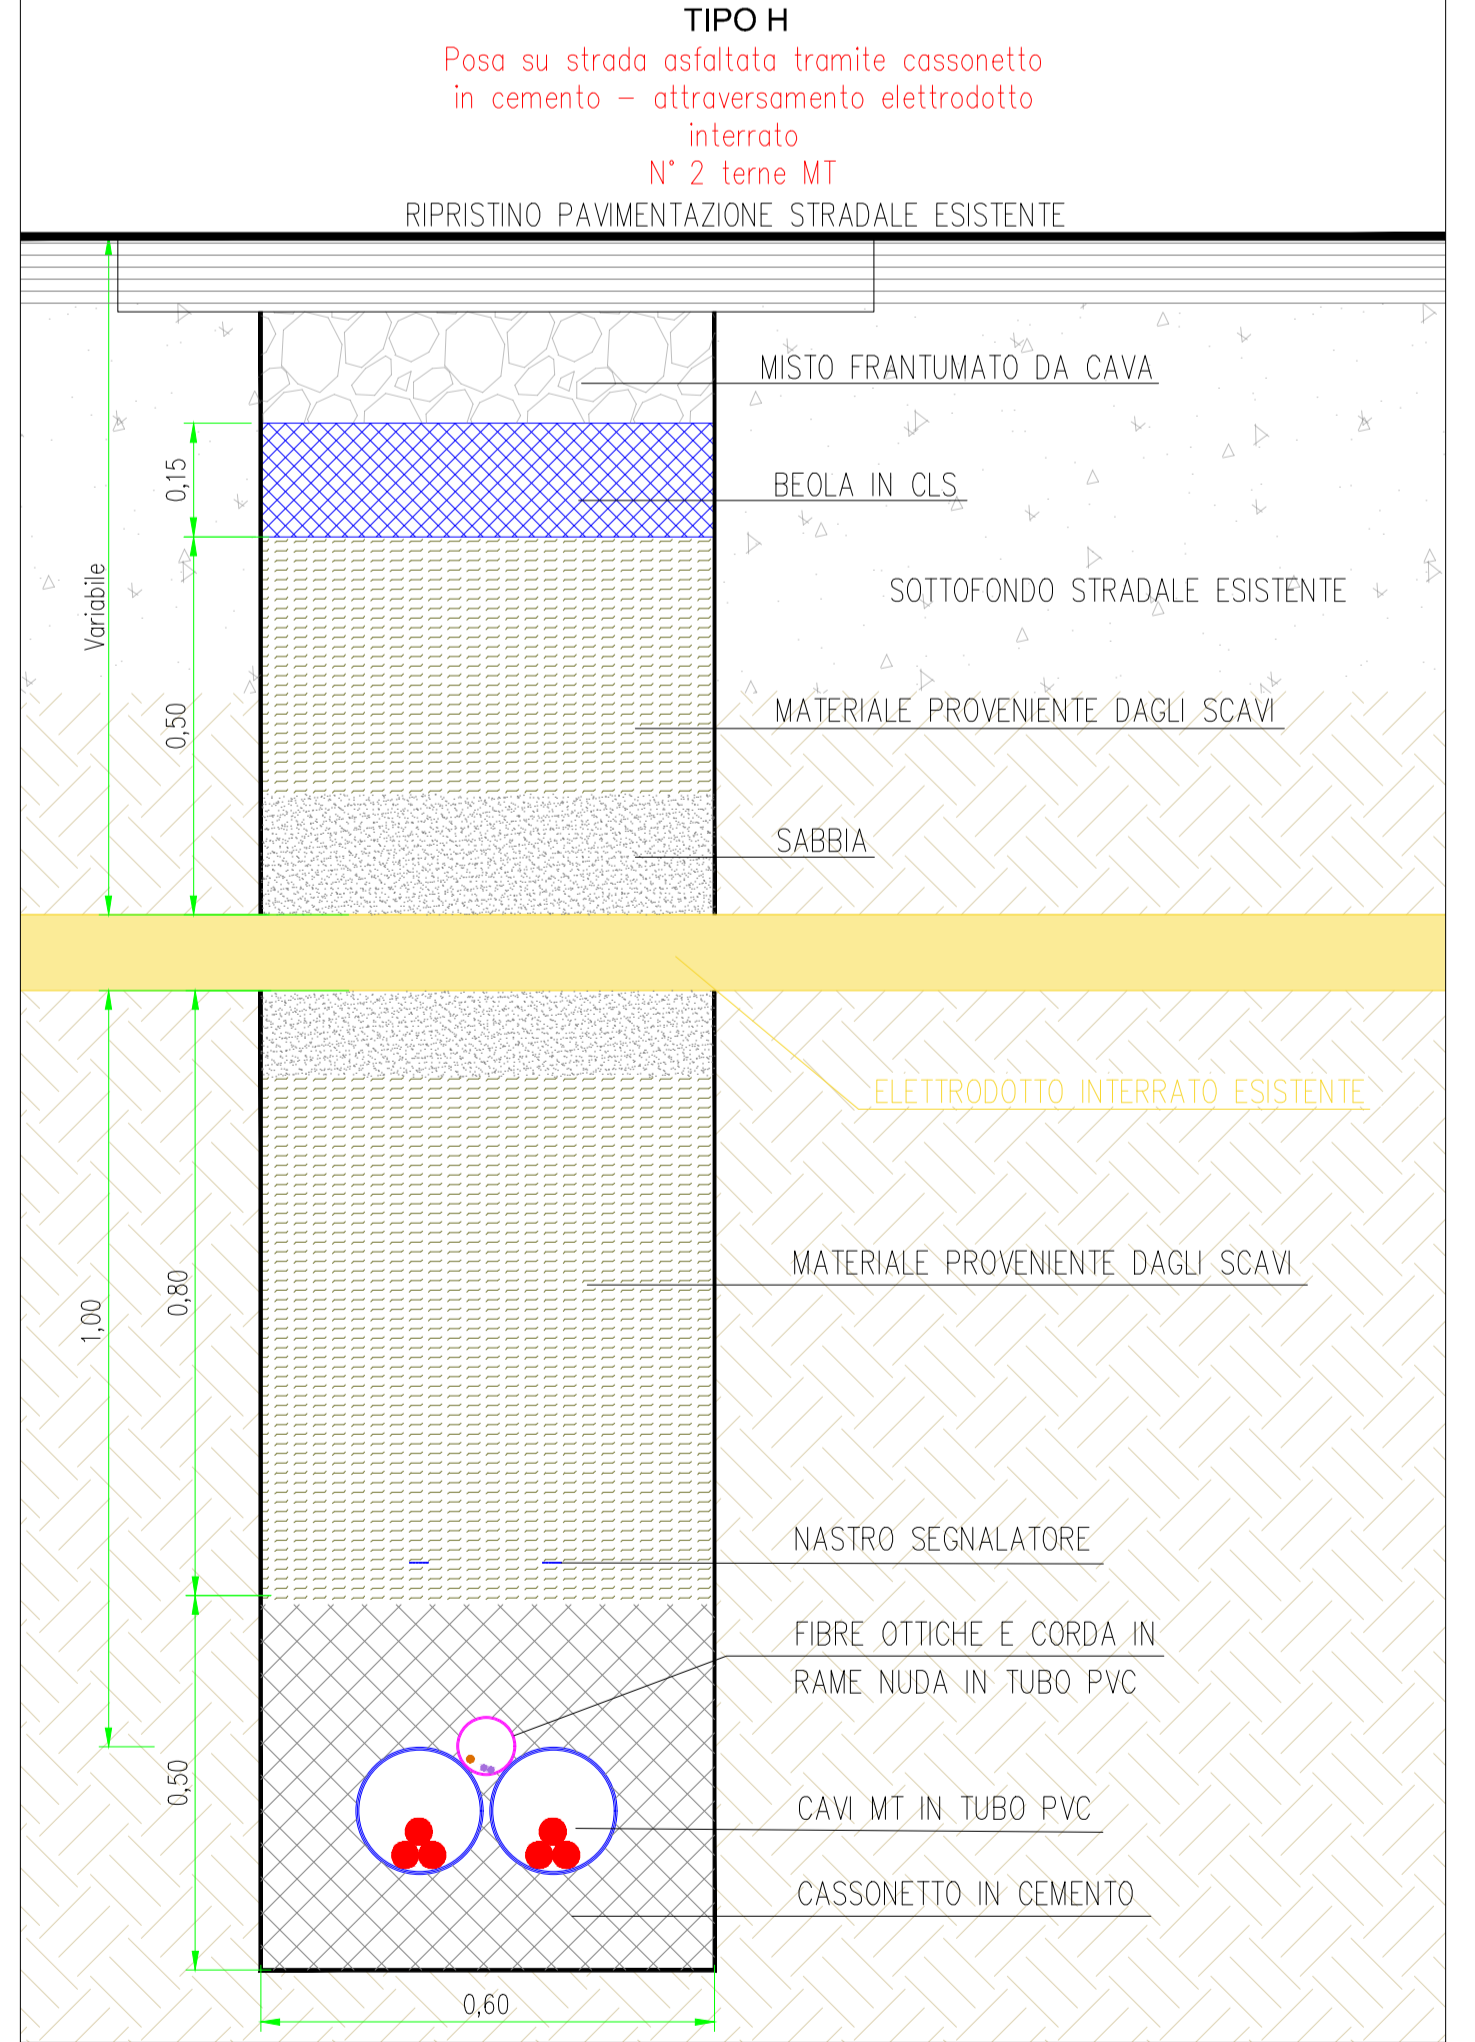 TIPO H
Posa su strada asfaltata tramite cassonetto
in cemento – attraversamento elettrodotto
interrato
N° 2 terne MT
RIPRISTINO PAVIMENTAZIONE STRADALE ESISTENTE
MISTO FRANTUMATO DA CAVA
0,15
BEOLA IN CLS
Variabile
SOTTOFONDO STRADALE ESISTENTE
0,50
MATERIALE PROVENIENTE DAGLI SCAVI
SABBIA
ELETTRODOTTO INTERRATO ESISTENTE
MATERIALE PROVENIENTE DAGLI SCAVI
1,00
0,80
NASTRO SEGNALATORE
FIBRE OTTICHE E CORDA IN
RAME NUDA IN TUBO PVC
0,50
CAVI MT IN TUBO PVC
CASSONETTO IN CEMENTO
0,60